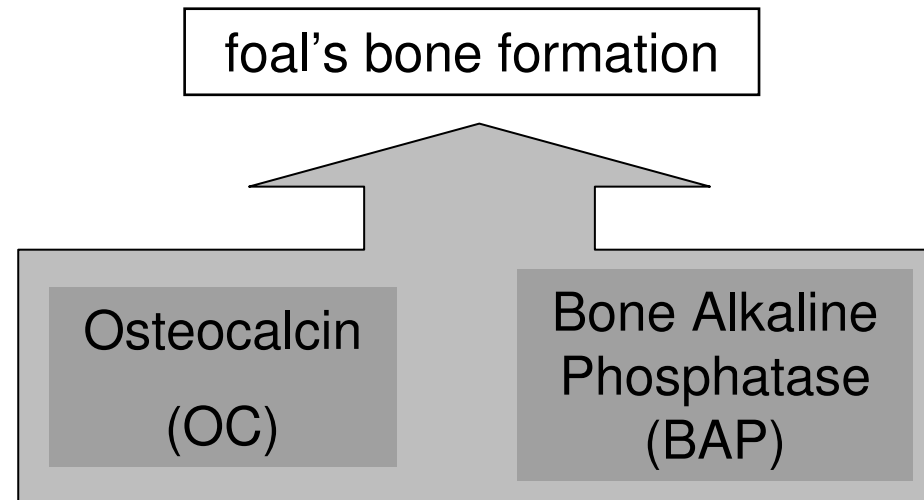 foal's bone formation
Osteocalcin
(OC)
Bone Alkaline
Phosphatase
(BAP)